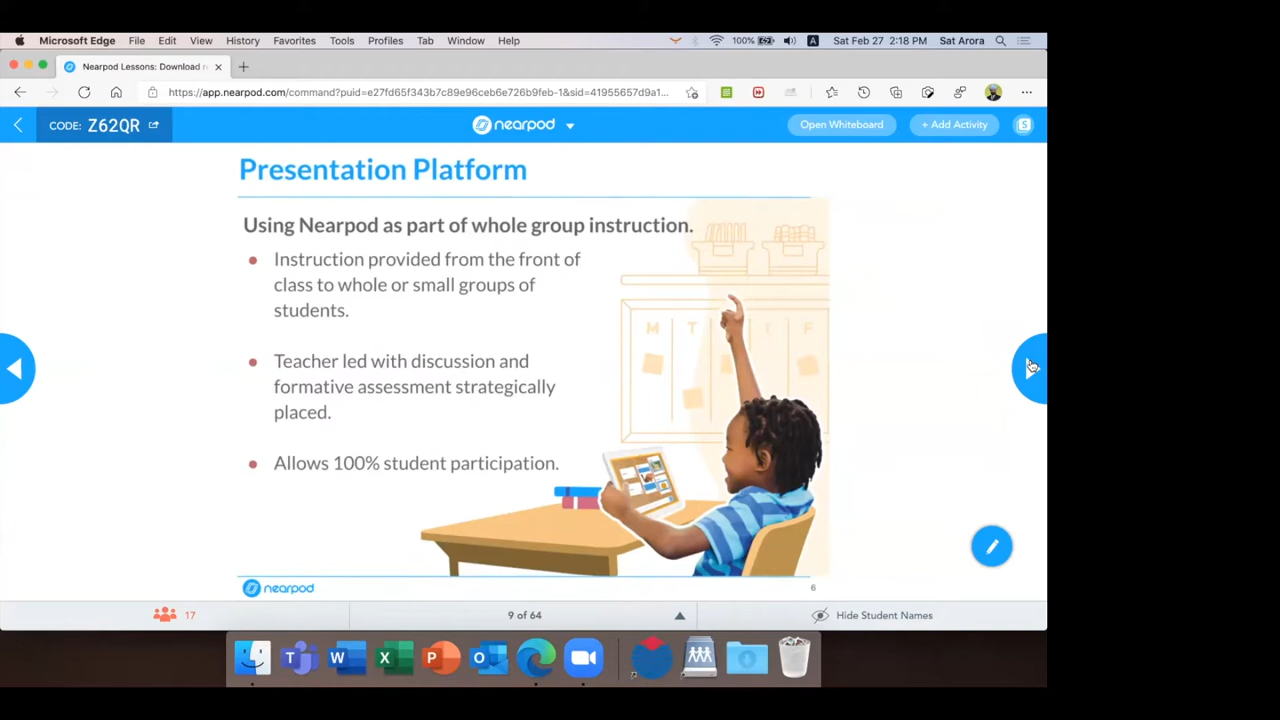 Microsoft Edge File Edit View History Favorites Tools Profiles Tab Window Help 100% A Sat Feb 27 2:18 PM Sat Arora
Nearpod Lessons: Download r
https://app.nearpod.com/command?puid=e27fd65f343b7c89e96ceb6e726b9feb-1&sid=41955657d9a1...
CODE: Z62QR nearpod Open Whiteboard + Add Activity S
Presentation Platform
Using Nearpod as part of whole group instruction.
Instruction provided from the front of
class to whole or small groups of
students.
Teacher led with discussion and
formative assessment strategically
placed.
Allows 100% student participation.
M T T F
nearpod 6
17 9 of 64 Hide Student Names
T W X P O